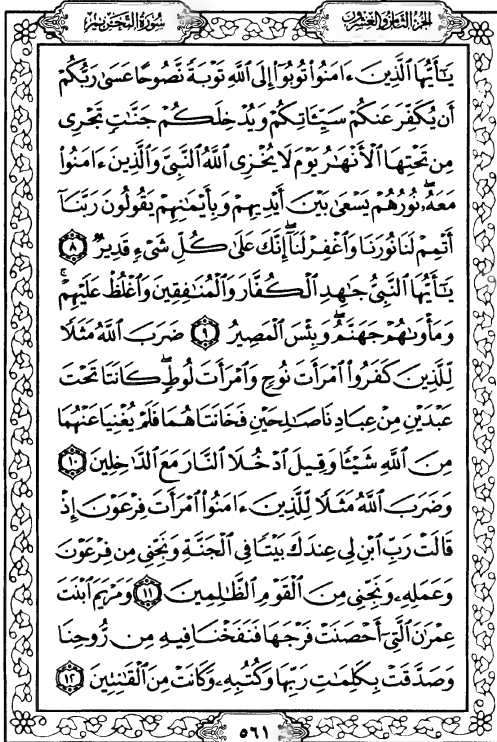 الجزء الثامن والعشرون
سورة التحريم
يَٰٓأَيُّهَا ٱلَّذِينَ ءَامَنُوا۟ تُوبُوٓا۟ إِلَى ٱللَّهِ تَوْبَةً نَّصُوحًا عَسَىٰ رَبُّكُمْ
أَن يُكَفِّرَ عَنكُمْ سَيِّـَٔاتِكُمْ وَيُدْخِلَكُمْ جَنَّٰتٍ تَجْرِى
مِن تَحْتِهَا ٱلْأَنْهَٰرُ يَوْمَ لَا يُخْزِى ٱللَّهُ ٱلنَّبِىَّ وَٱلَّذِينَ ءَامَنُوا۟
مَعَهُۥ ۖ نُورُهُمْ يَسْعَىٰ بَيْنَ أَيْدِيهِمْ وَبِأَيْمَٰنِهِمْ يَقُولُونَ رَبَّنَآ
أَتْمِمْ لَنَا نُورَنَا وَٱغْفِرْ لَنَآ ۖ إِنَّكَ عَلَىٰ كُلِّ شَىْءٍ قَدِيرٌ ٨
يَٰٓأَيُّهَا ٱلنَّبِىُّ جَٰهِدِ ٱلْكُفَّارَ وَٱلْمُنَٰفِقِينَ وَٱغْلُظْ عَلَيْهِمْ ۚ
وَمَأْوَىٰهُمْ جَهَنَّمُ ۖ وَبِئْسَ ٱلْمَصِيرُ ٩ ضَرَبَ ٱللَّهُ مَثَلًا
لِّلَّذِينَ كَفَرُوا۟ ٱمْرَأَتَ نُوحٍ وَٱمْرَأَتَ لُوطٍ ۖ كَانَتَا تَحْتَ
عَبْدَيْنِ مِنْ عِبَادِنَا صَٰلِحَيْنِ فَخَانَتَاهُمَا فَلَمْ يُغْنِيَا عَنْهُمَا
مِنَ ٱللَّهِ شَيْـًٔا وَقِيلَ ٱدْخُلَا ٱلنَّارَ مَعَ ٱلدَّٰخِلِينَ ١٠
وَضَرَبَ ٱللَّهُ مَثَلًا لِّلَّذِينَ ءَامَنُوا۟ ٱمْرَأَتَ فِرْعَوْنَ إِذْ
قَالَتْ رَبِّ ٱبْنِ لِى عِندَكَ بَيْتًا فِى ٱلْجَنَّةِ وَنَجِّنِى مِن فِرْعَوْنَ
وَعَمَلِهِۦ وَنَجِّنِى مِنَ ٱلْقَوْمِ ٱلظَّٰلِمِينَ ١١ وَمَرْيَمَ ٱبْنَتَ
عِمْرَٰنَ ٱلَّتِىٓ أَحْصَنَتْ فَرْجَهَا فَنَفَخْنَا فِيهِ مِن رُّوحِنَا
وَصَدَّقَتْ بِكَلِمَٰتِ رَبِّهَا وَكُتُبِهِۦ وَكَانَتْ مِنَ ٱلْقَٰنِتِينَ ١٢
٥٦١